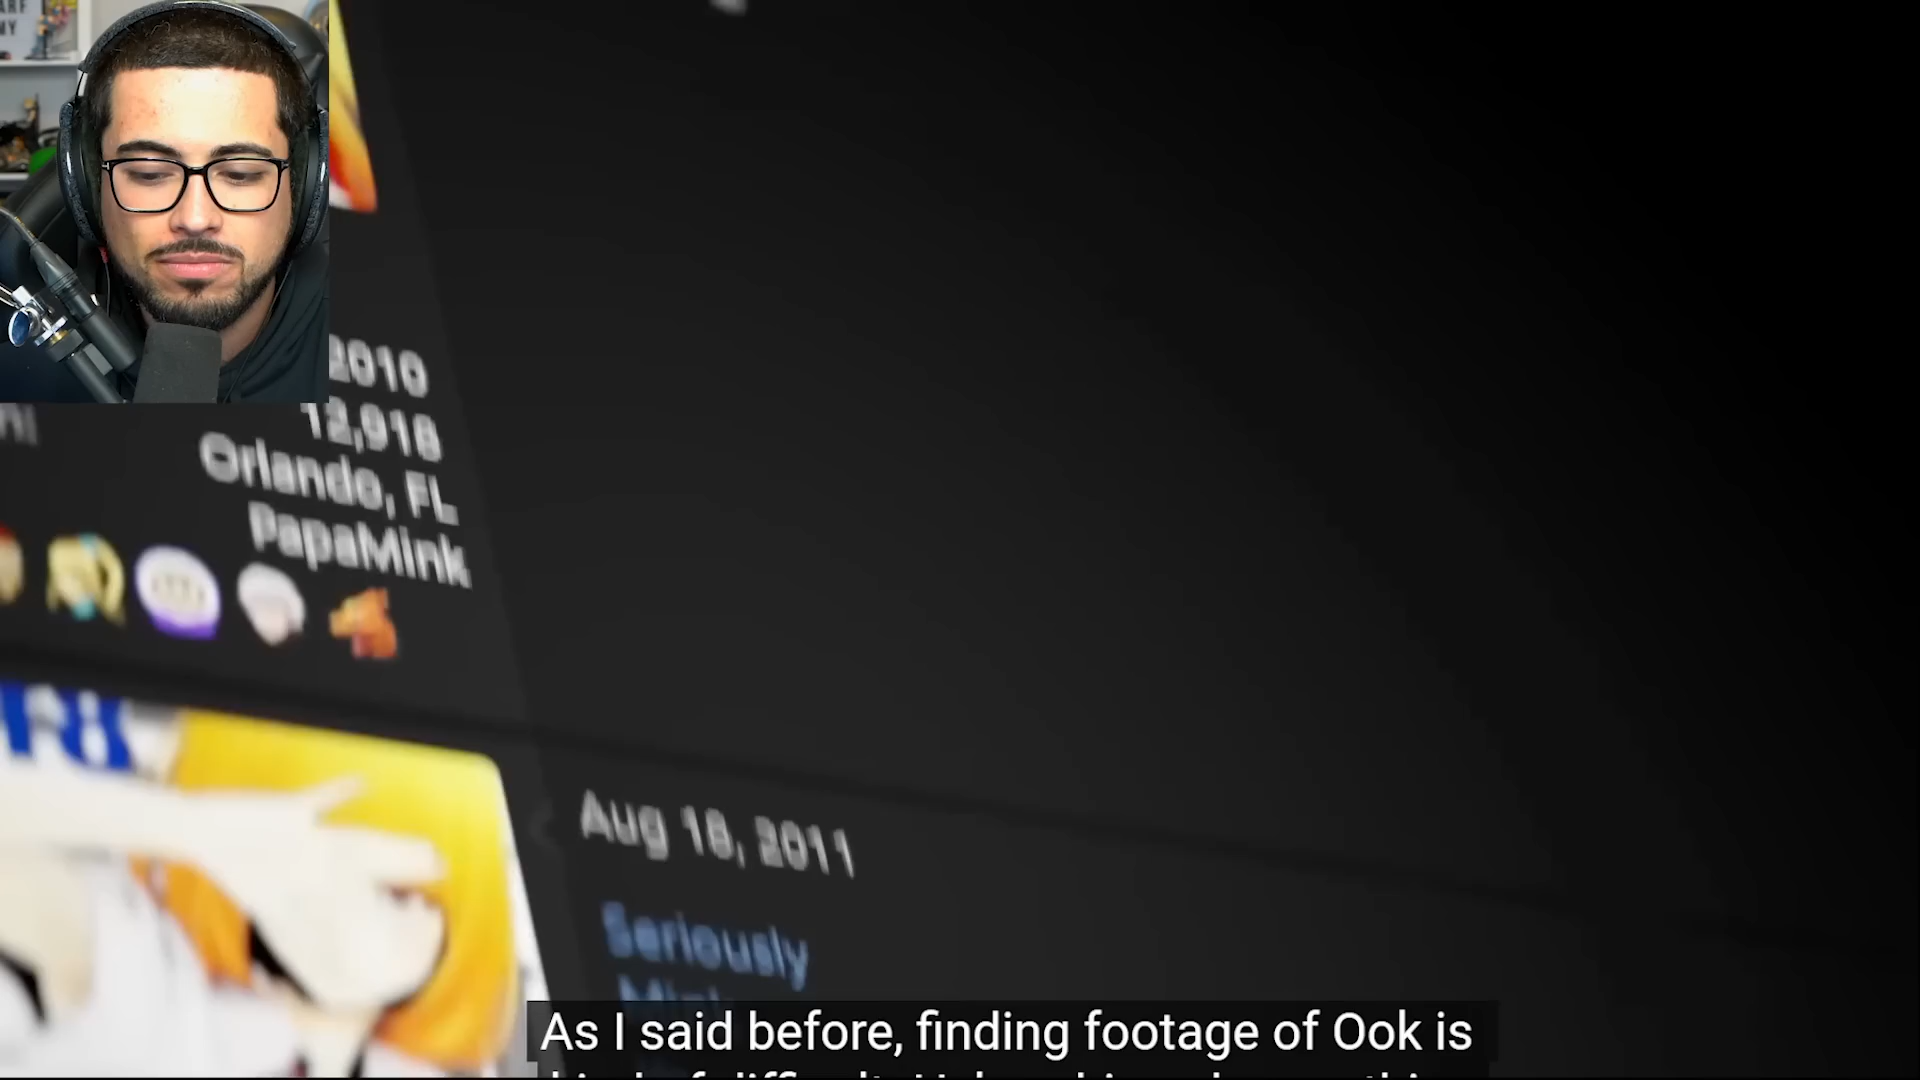 2010
12,918
Orlando, FL
PapaMink
Aug 18, 2011
Seriously
As I said before, finding footage of Ook is